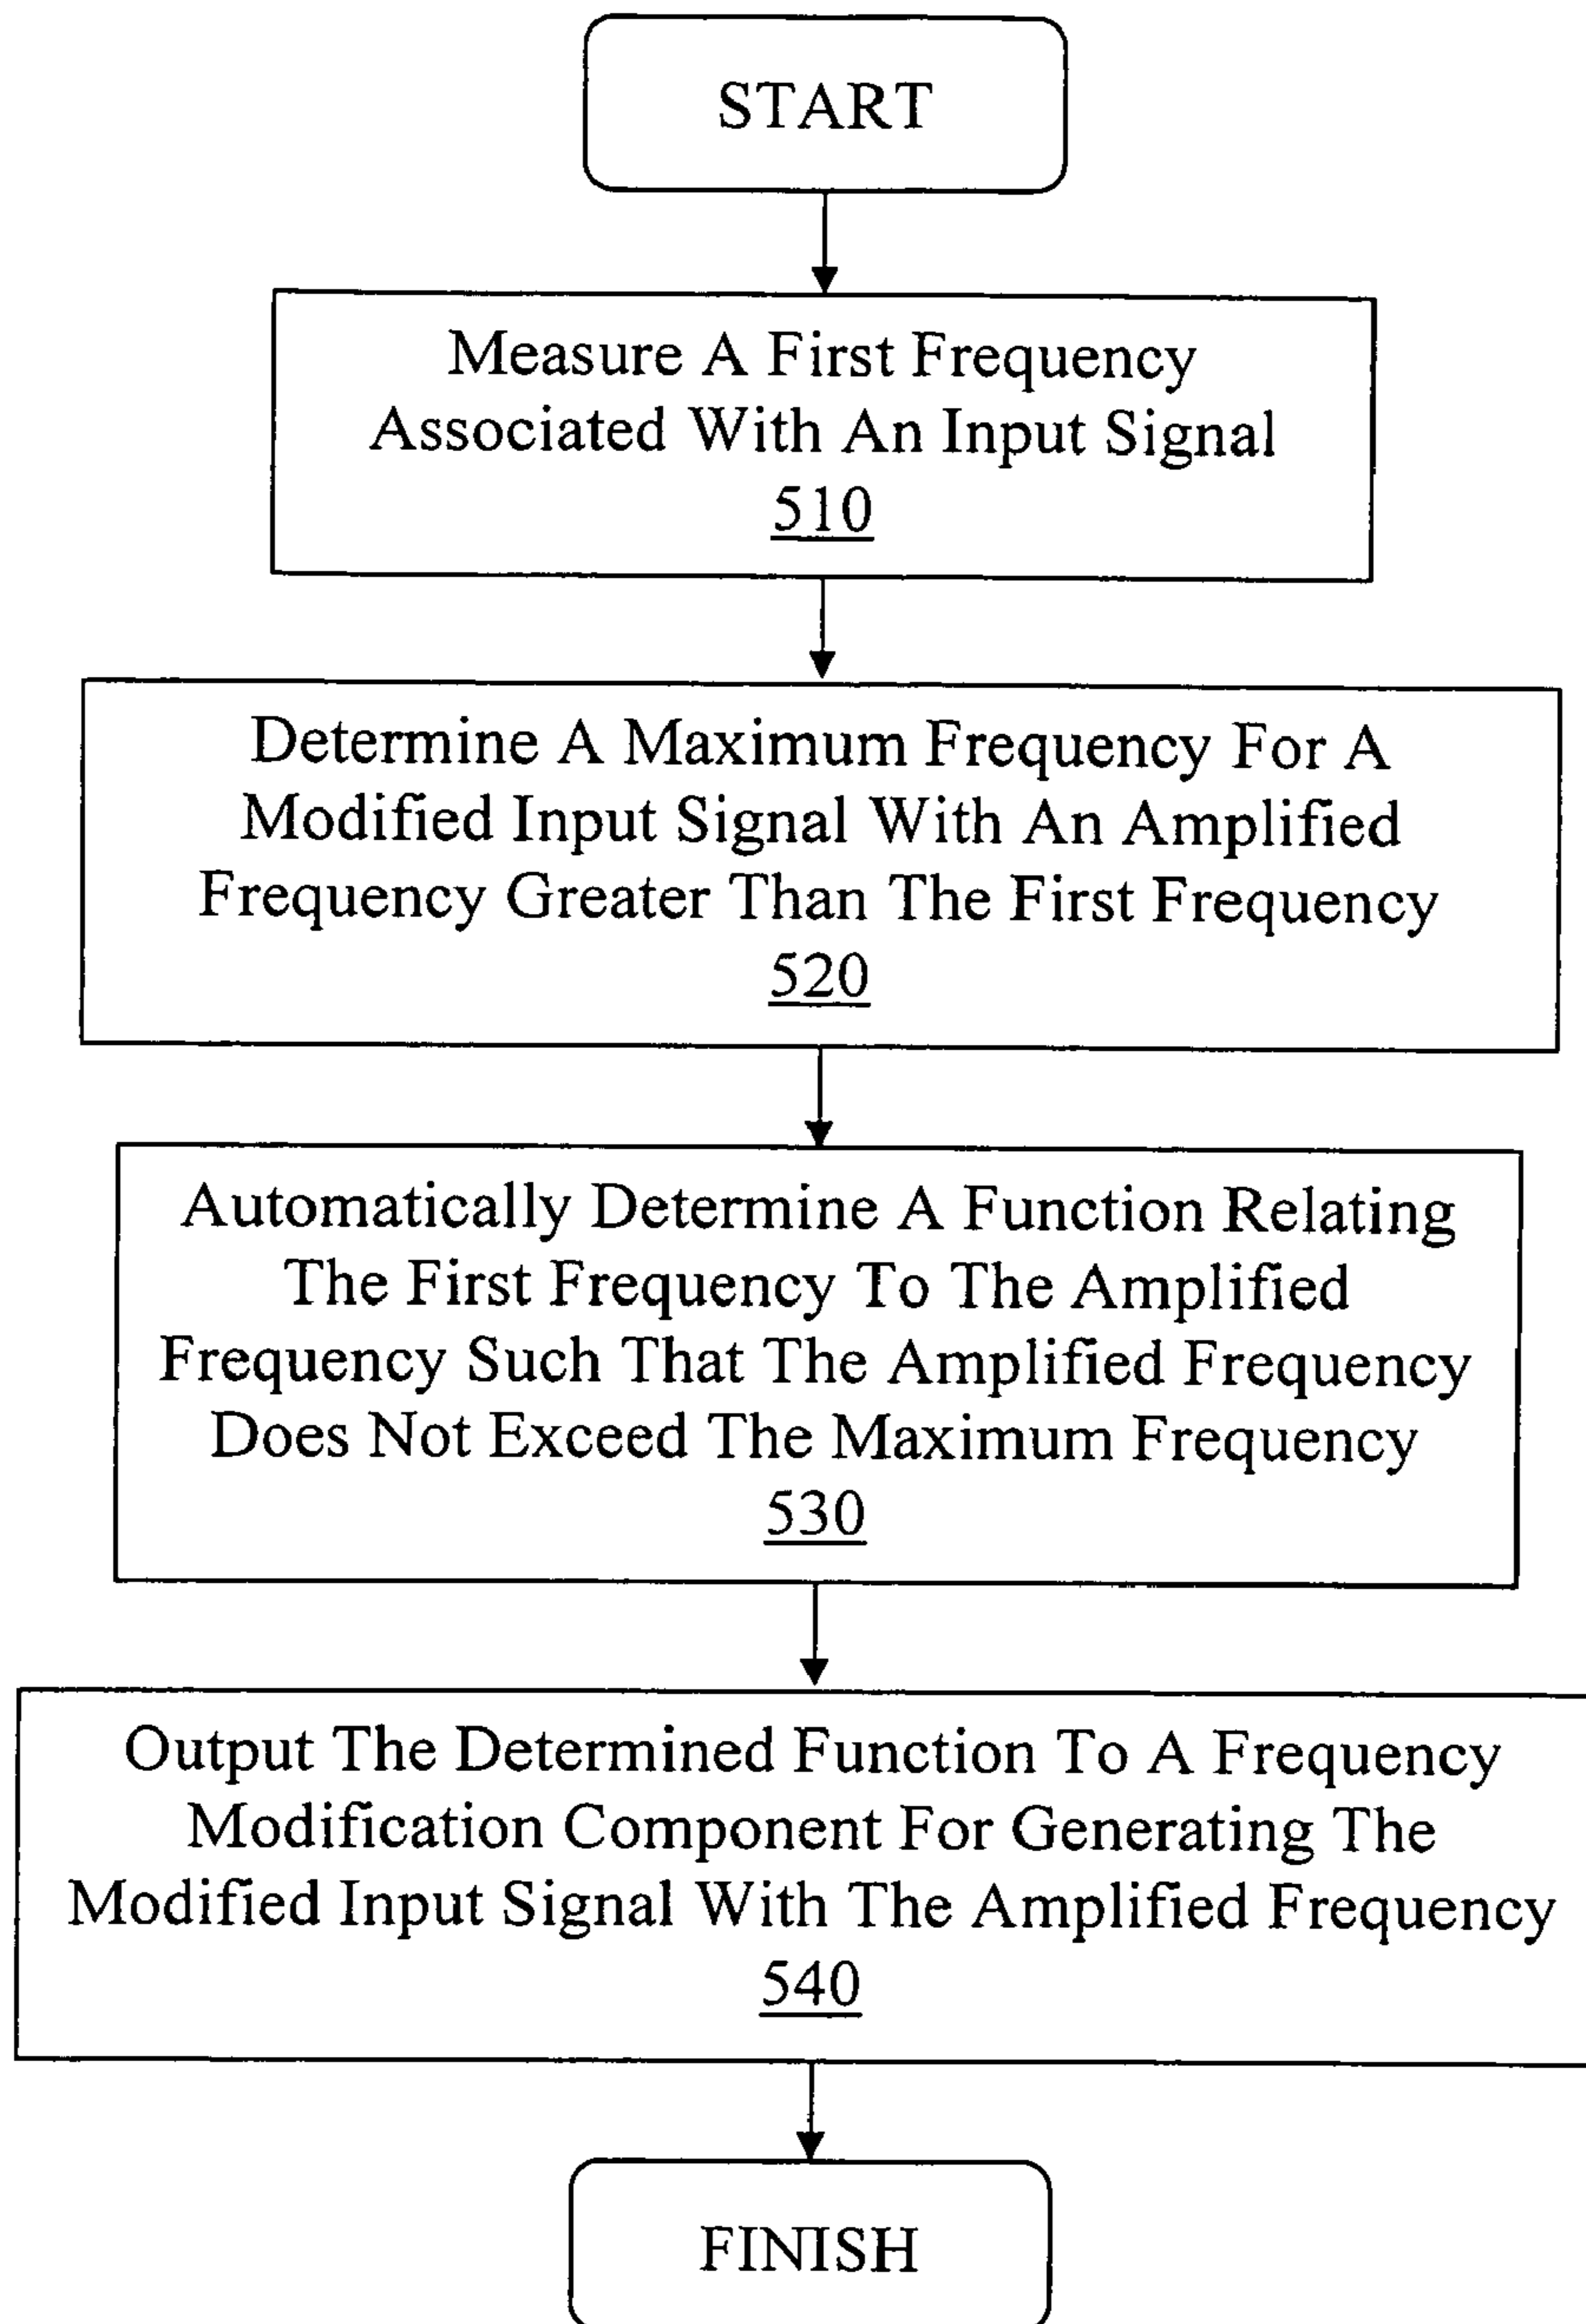 START
Measure A First Frequency
Associated With An Input Signal
510
Determine A Maximum Frequency For A
Modified Input Signal With An Amplified
Frequency Greater Than The First Frequency
520
Automatically Determine A Function Relating
The First Frequency To The Amplified
Frequency Such That The Amplified Frequency
Does Not Exceed The Maximum Frequency
530
Output The Determined Function To A Frequency
Modification Component For Generating The
Modified Input Signal With The Amplified Frequency
540
FINISH